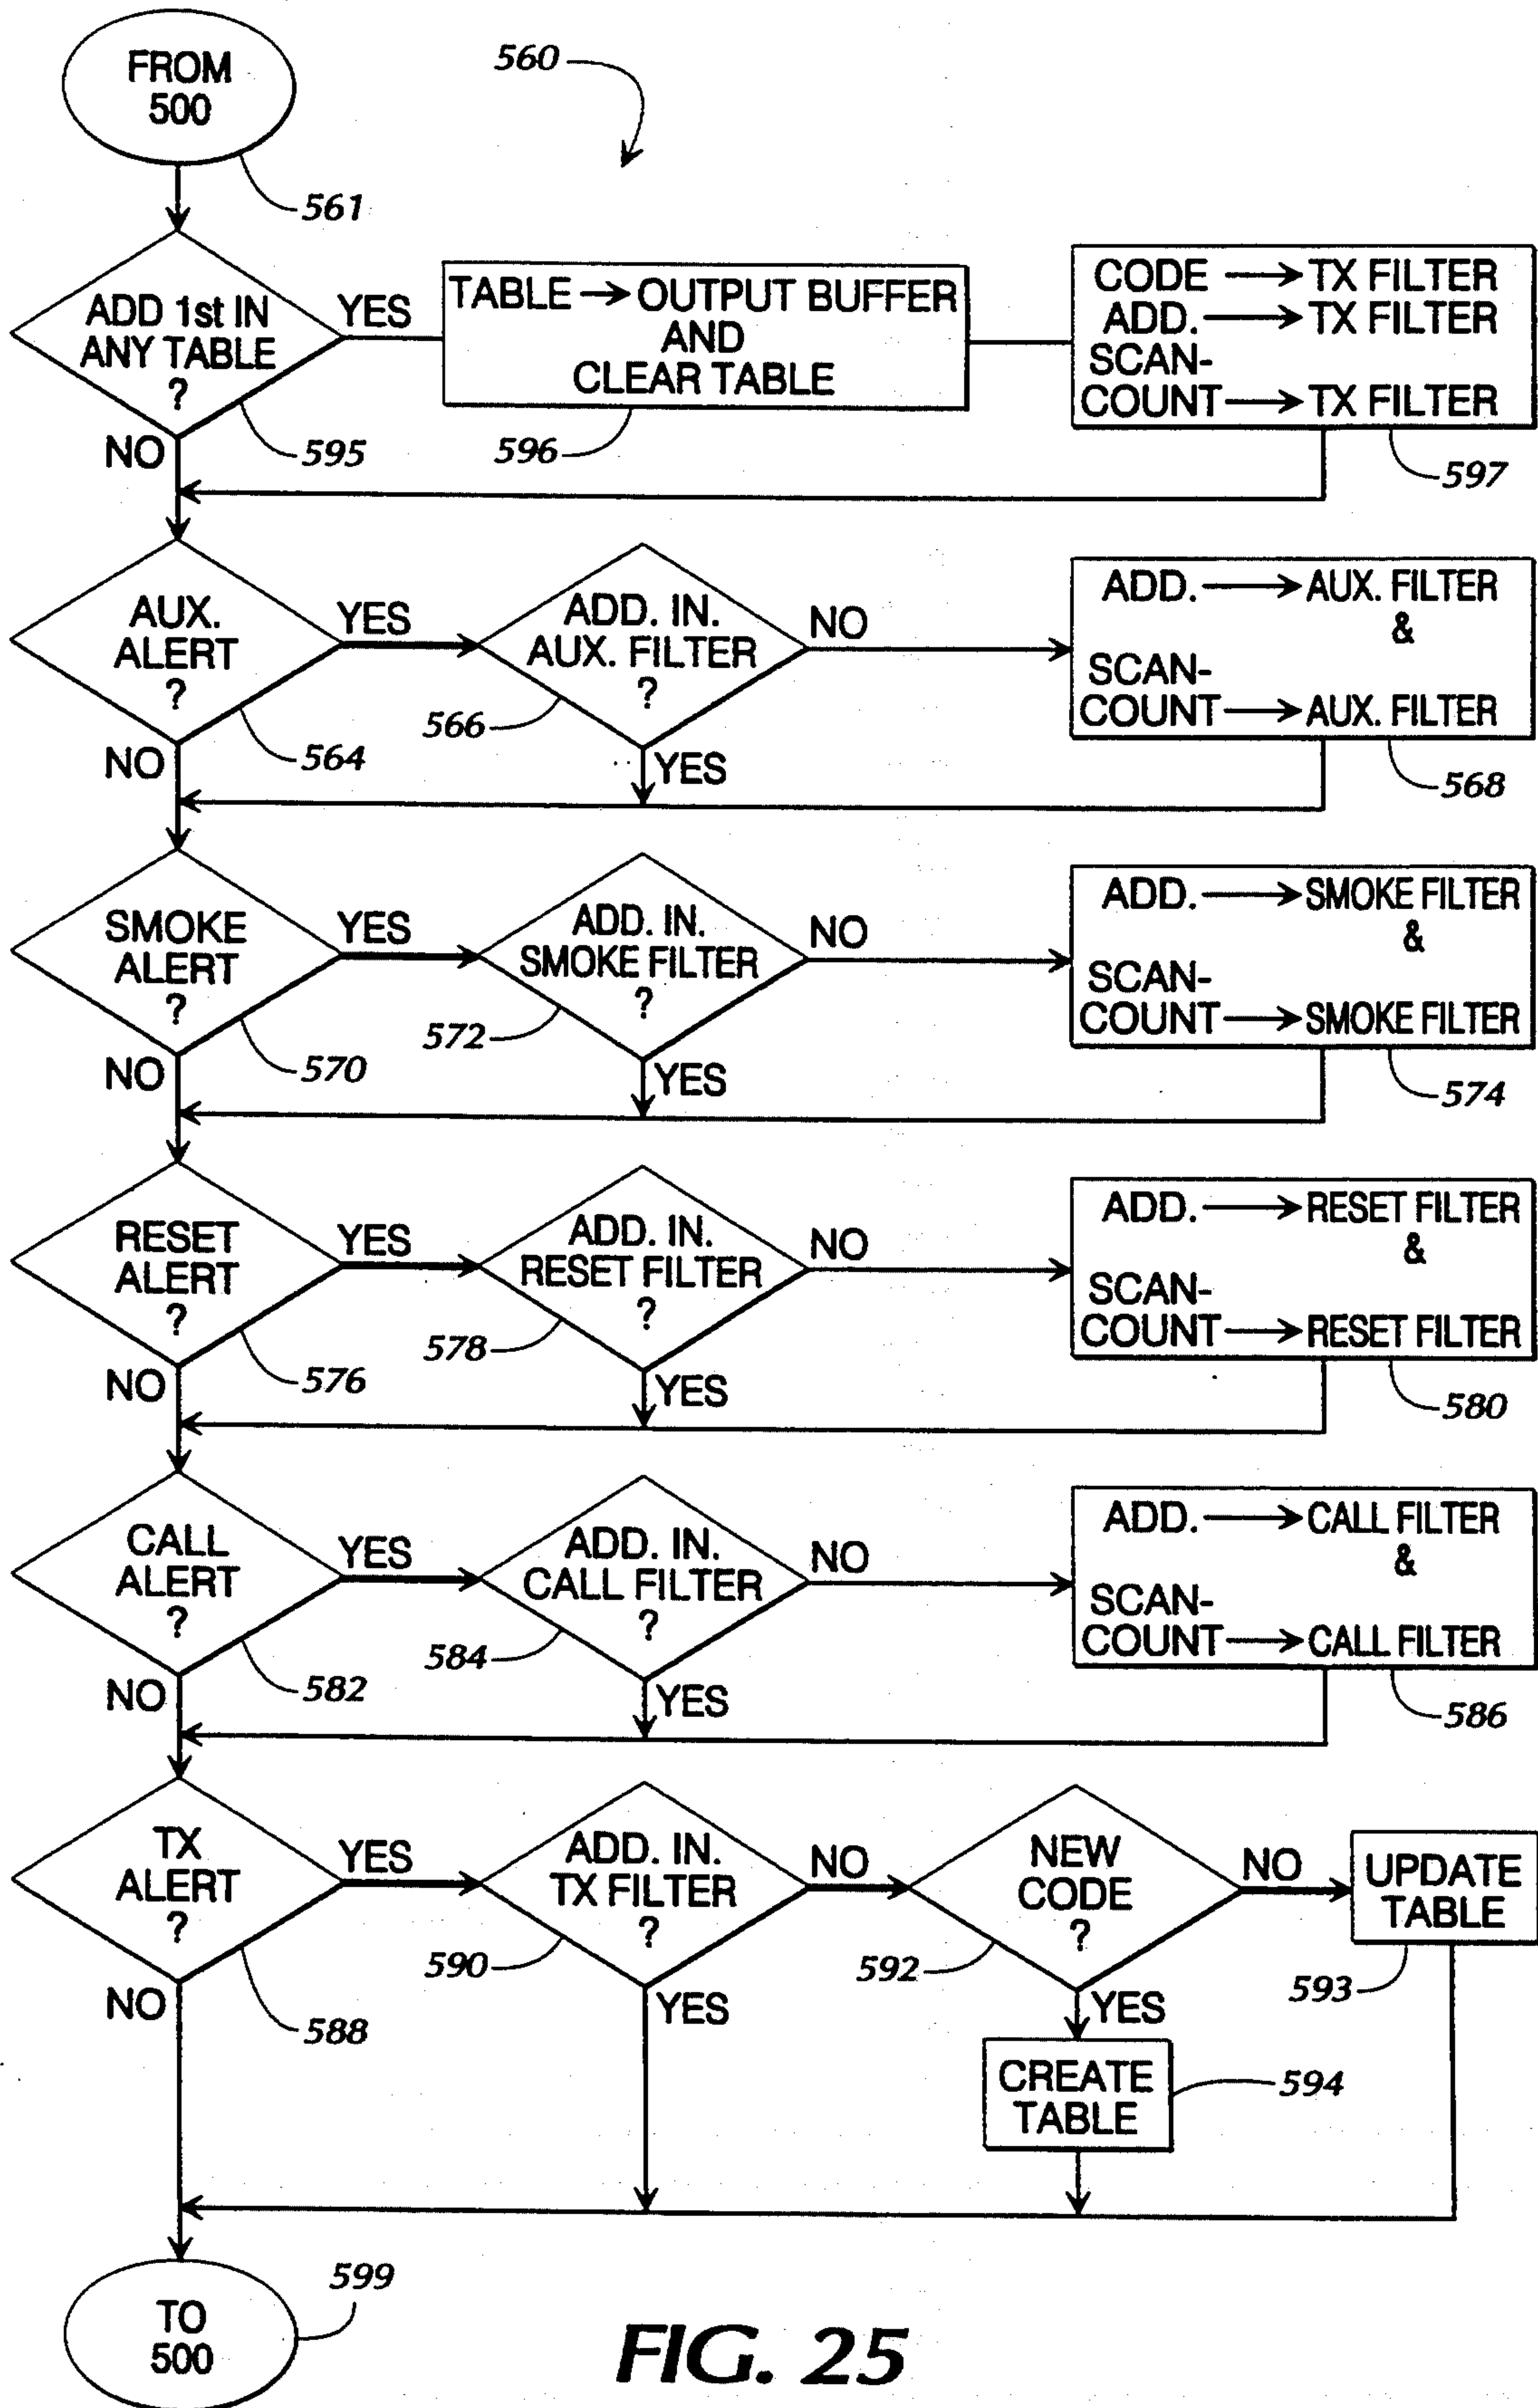 FROM
500
560
561
ADD 1st IN
ANY TABLE
?
YES
NO
595
TABLE → OUTPUT BUFFER
AND
CLEAR TABLE
596
CODE → TX FILTER
ADD. → TX FILTER
SCAN-
COUNT → TX FILTER
597
AUX.
ALERT
?
YES
NO
564
ADD. IN.
AUX. FILTER
?
NO
YES
566
ADD. → AUX. FILTER
&
SCAN-
COUNT → AUX. FILTER
568
SMOKE
ALERT
?
YES
NO
570
ADD. IN.
SMOKE FILTER
?
NO
YES
572
ADD. → SMOKE FILTER
&
SCAN-
COUNT → SMOKE FILTER
574
RESET
ALERT
?
YES
NO
576
ADD. IN.
RESET FILTER
?
NO
YES
578
ADD. → RESET FILTER
&
SCAN-
COUNT → RESET FILTER
580
CALL
ALERT
?
YES
NO
582
ADD. IN.
CALL FILTER
?
NO
YES
584
ADD. → CALL FILTER
&
SCAN-
COUNT → CALL FILTER
586
TX
ALERT
?
YES
NO
588
ADD. IN.
TX FILTER
?
NO
YES
590
NEW
CODE
?
NO
YES
592
UPDATE
TABLE
593
CREATE
TABLE
594
TO
500
599
FIG. 25